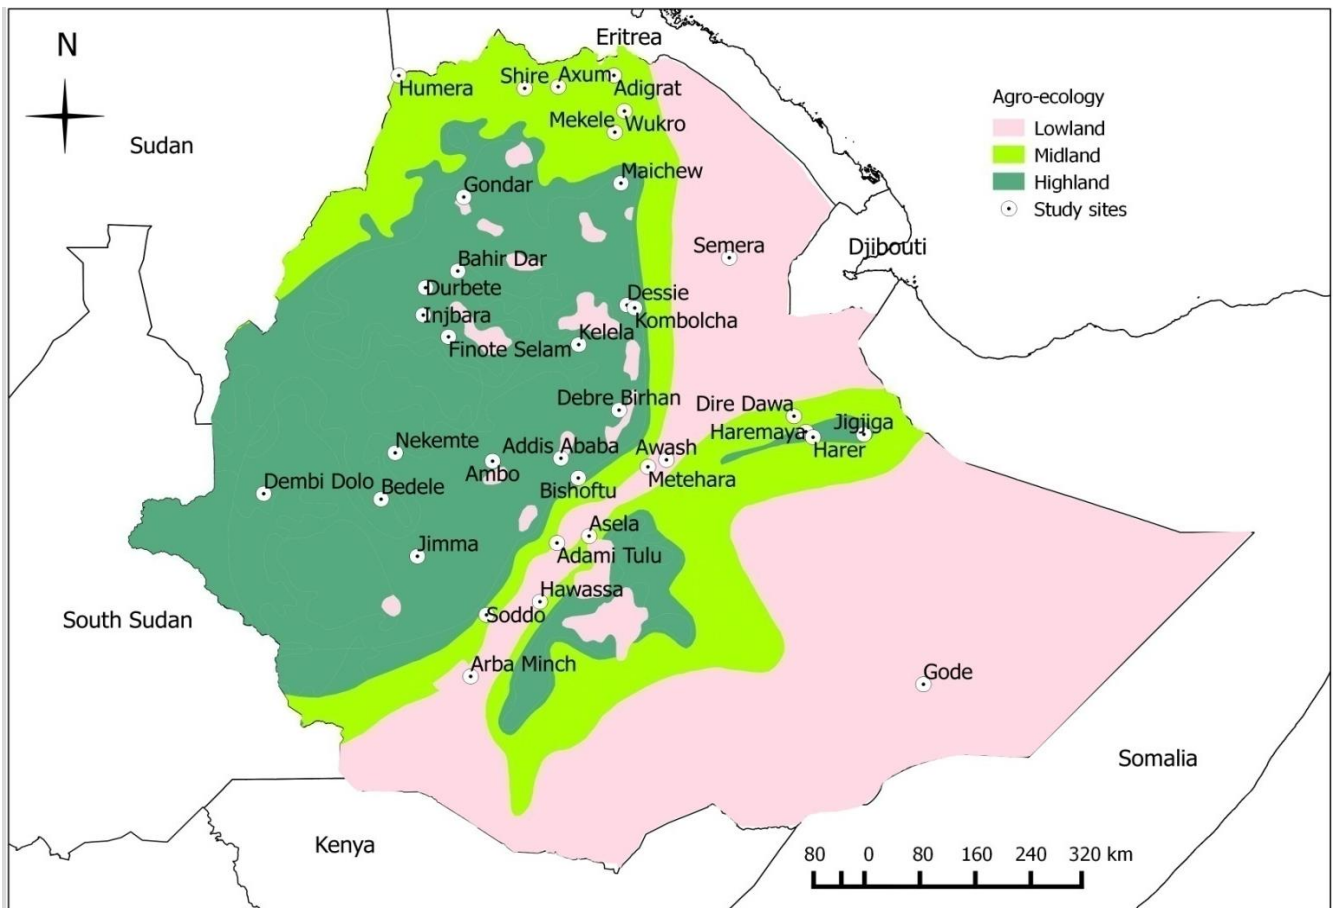 N
Eritrea
Humera
Shire
Axum
Adigrat
Mekele
Wukro
Sudan
Maichew
Gondar
Semera
Djibouti
Bahir Dar
Durbete
Dessie
Injbara
Kombolcha
Kelela
Finote Selam
Debre Birhan
Dire Dawa
Haremaya
Jigjiga
Harer
Nekemte
Addis Ababa
Awash
Ambo
Metehara
Dembi Dolo
Bedele
Bishoftu
Asela
Jimma
Adami Tulu
Hawassa
Soddo
South Sudan
Arba Minch
Gode
Somalia
Kenya
Agro-ecology
Lowland
Midland
Highland
Study sites
80 0 80 160 240 320 km